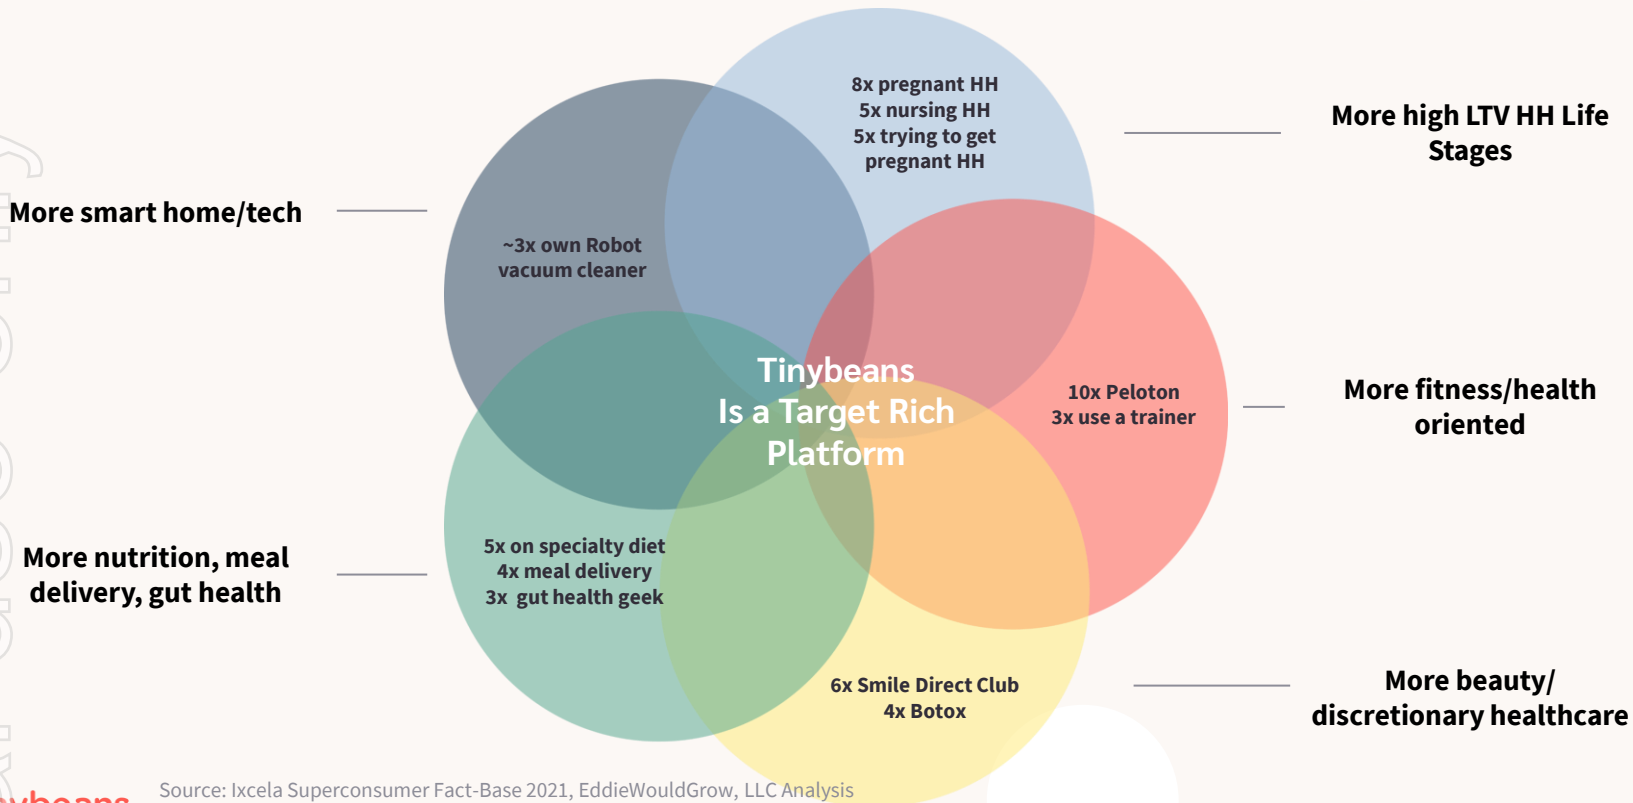 8x pregnant HH
5x nursing HH
5x trying to get
pregnant HH
More high LTV HH Life
Stages
More smart home/tech
~3x own Robot
vacuum cleaner
Tinybeans
Is a Target Rich
Platform
10x Peloton
3x use a trainer
More fitness/health
oriented
More nutrition, meal
delivery, gut health
5x on specialty diet
4x meal delivery
3x gut health geek
6x Smile Direct Club
4x Botox
More beauty/
discretionary healthcare
Source: Ixcela Superconsumer Fact-Base 2021, EddieWouldGrow, LLC Analysis